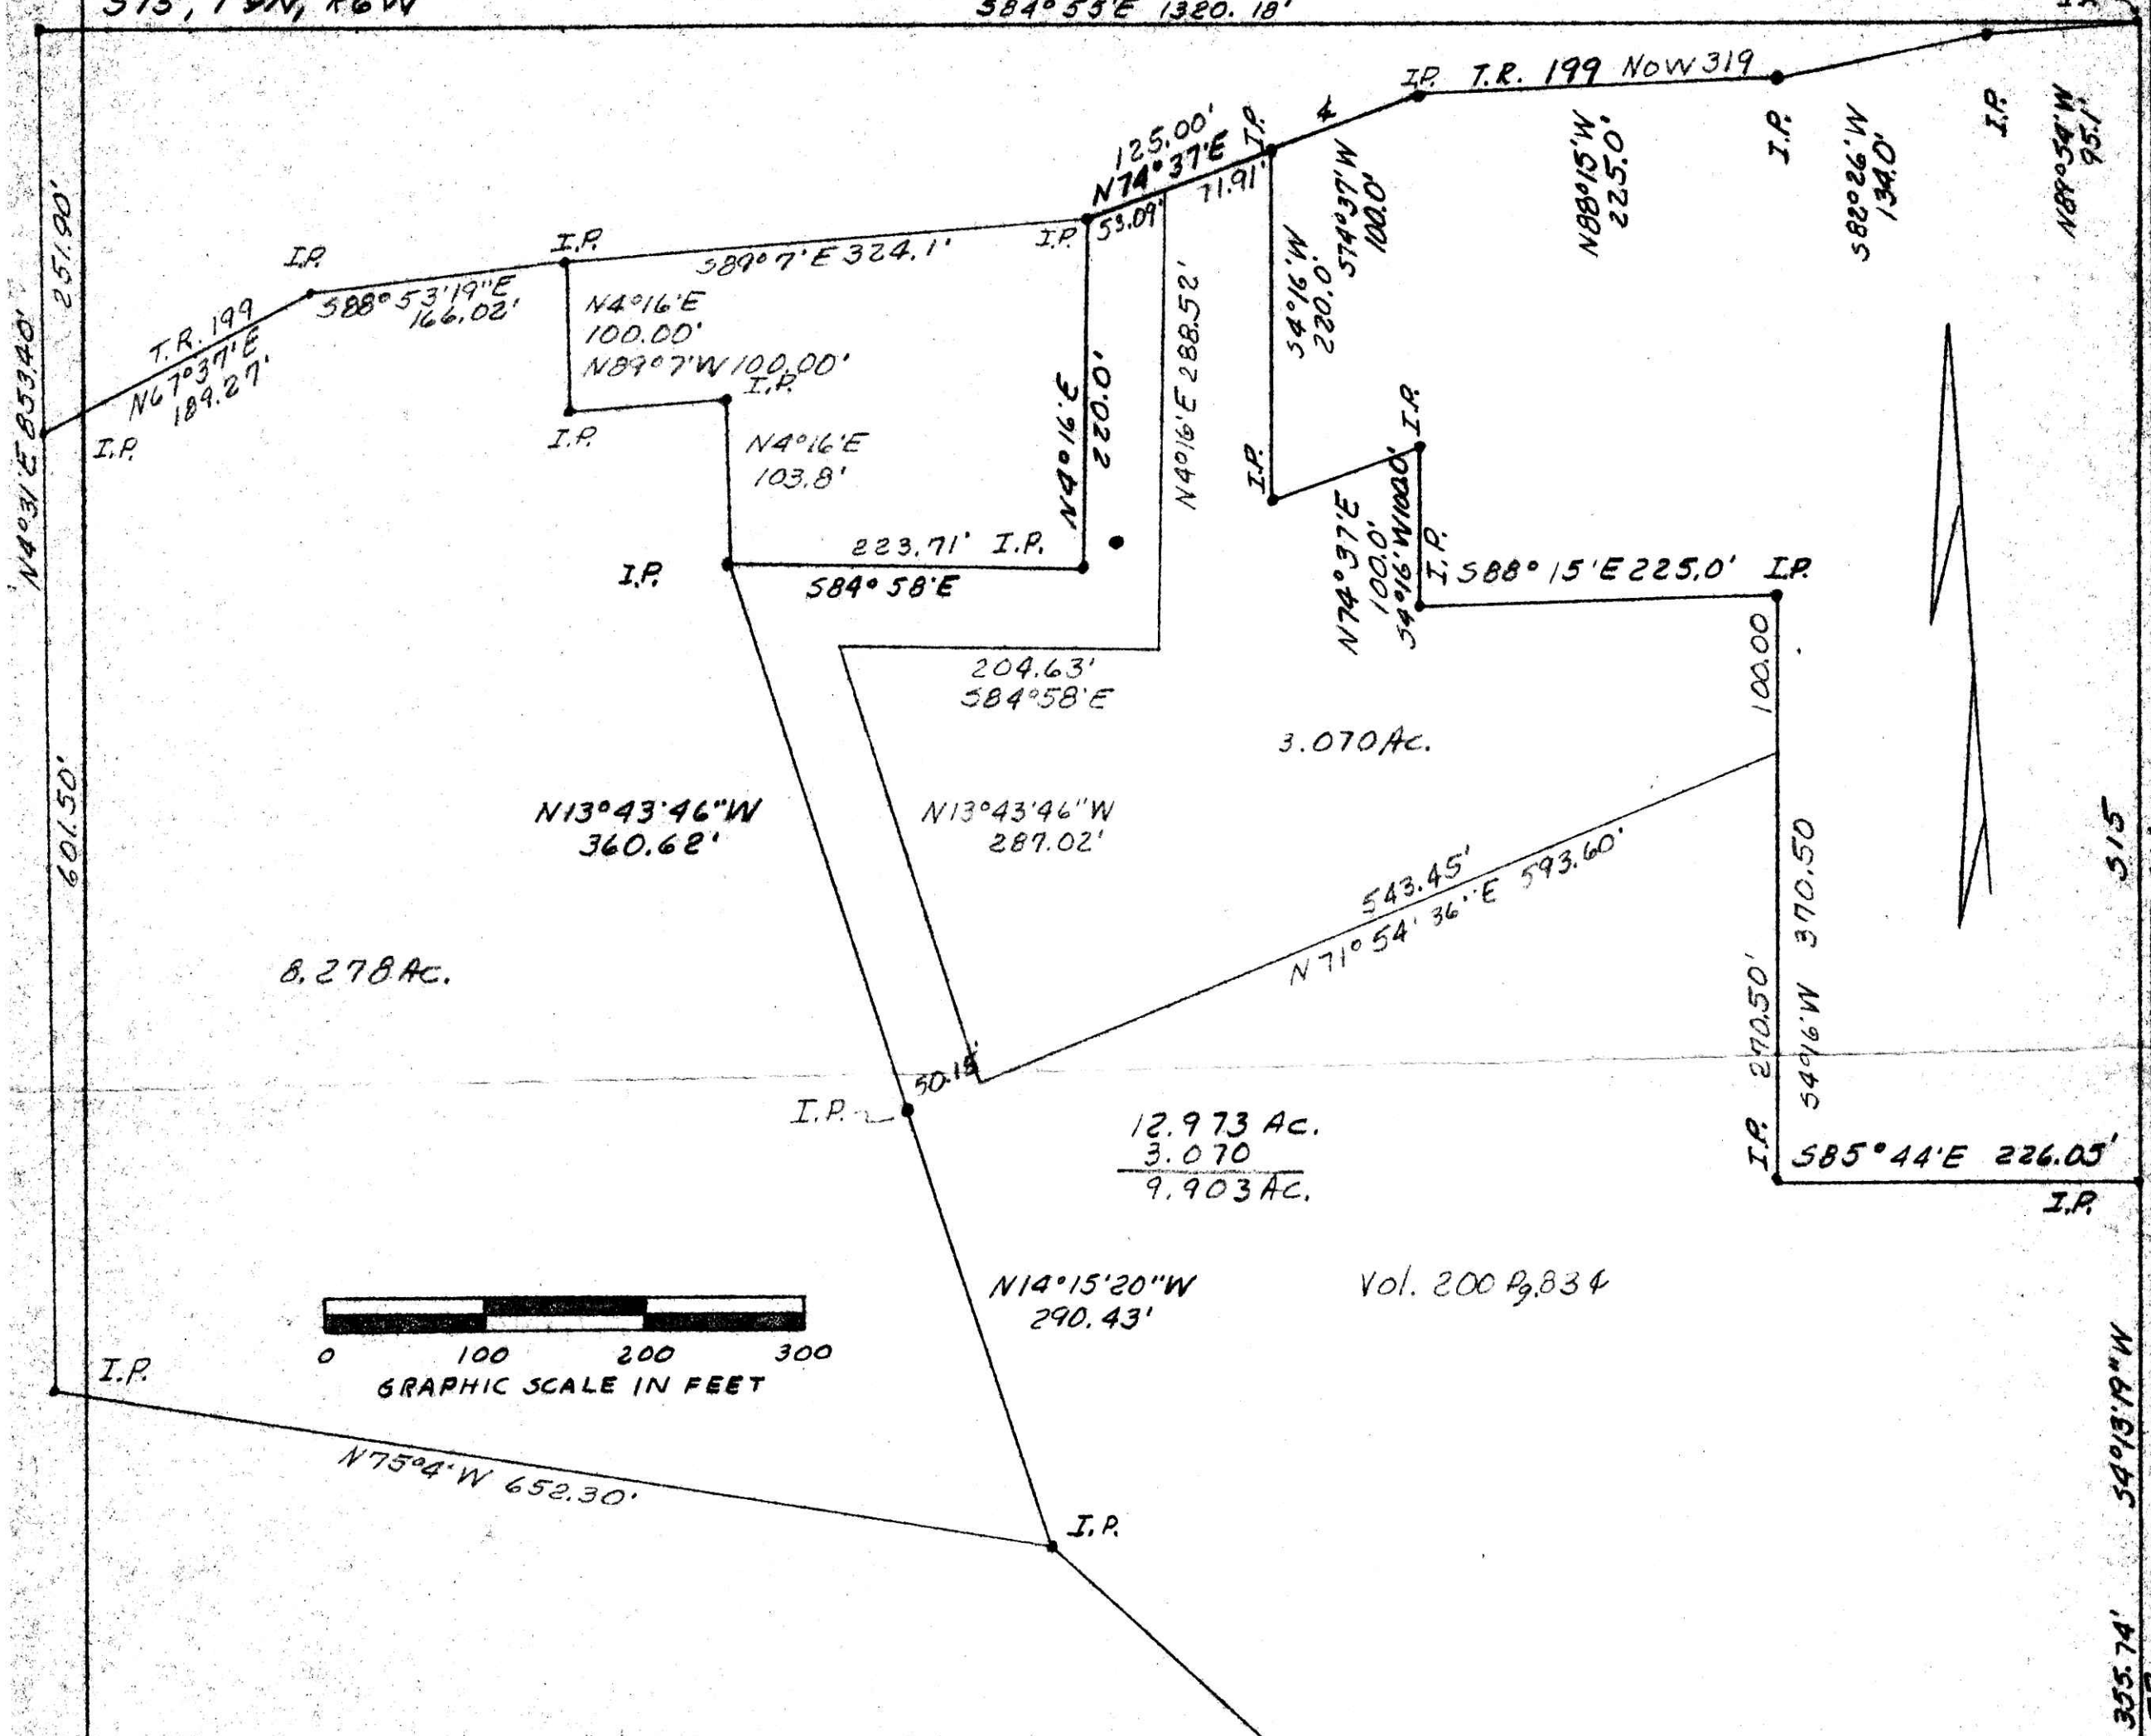 S15, T8N, R6W
S84°55'E 1320.18'
I.P. T.R. 199 NOW 319
I.P.
N88°15'W
225.0'
I.P.
S82°26'W
134.0'
I.P.
N89°54'W
95.1'
125.00'
N74°37'E
53.09'
71.91'
I.P.
I.P.
S74°37'W
100.0'
S4°16'W
220.0'
N4°31'E 853.40'
251.90'
601.50'
I.P.
T.R. 199
N67°37'E
189.27'
I.P.
S88°53'19"E
166.02'
I.P.
S89°7'E 324.1'
N4°16'E
100.00'
N89°7'W 100.00'
I.P.
I.P.
N4°16'E
103.8'
N4°16'E
220.0'
N4°16'E 288.52'
223.71' I.P.
S84°58'E
I.P.
I.P.
I.P.
N74°37'E
100.0'
S4°16'W 100.0'
I.P.
S88°15'E 225.0' I.P.
204.63'
S84°58'E
3.070 Ac.
100.00
N13°43'46"W
360.62'
N13°43'46"W
287.02'
543.45'
N71°54'36"E 593.60'
S4°16'W 370.50
270.50'
I.P.
S15
8.278 Ac.
I.P.
50.15'
12.973 Ac.
3.070
9.903 Ac.
S85°44'E 226.05'
I.P.
N14°15'20"W
290.43'
Vol. 200 Pg. 834
0 100 200 300
GRAPHIC SCALE IN FEET
I.P.
N75°4'W 652.30'
I.P.
355.74' S4°13'19"W